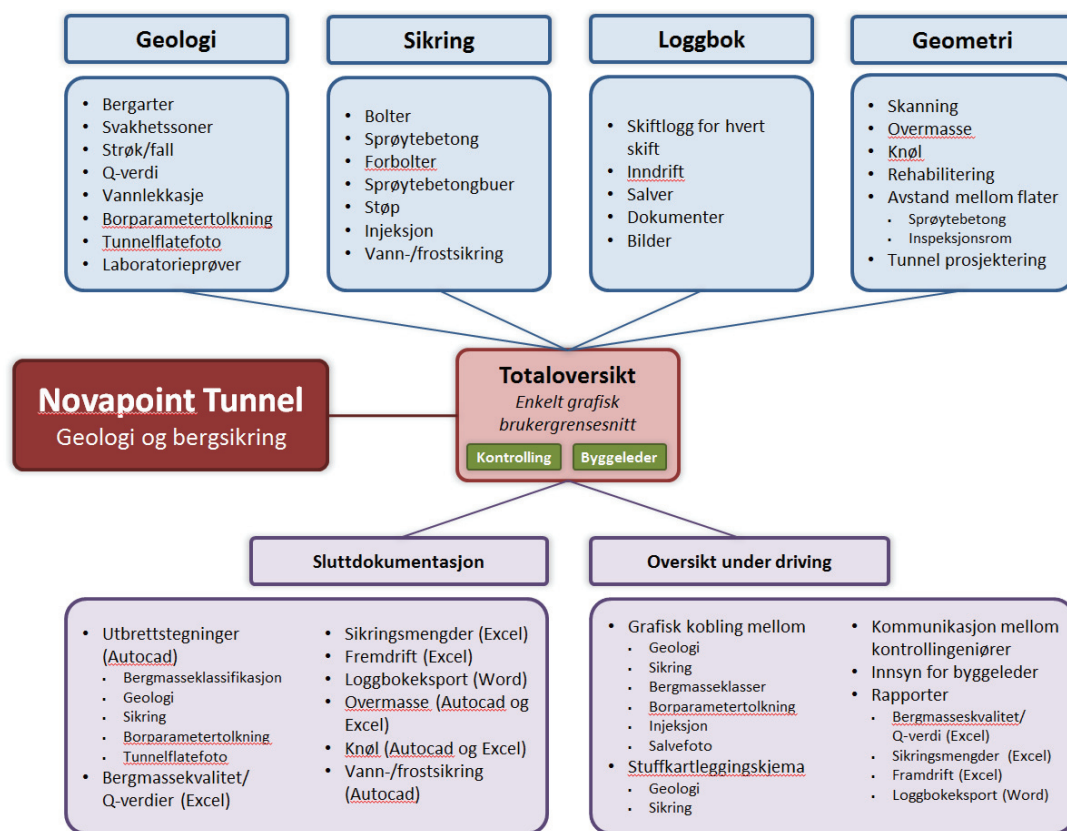 Geologi
• Bergarter
• Svakhetssoner
• Strøk/fall
• Q-verdi
• Vannlekkasje
• Borparametertolkning
• Tunnelflatefoto
• Laboratorieprøver
Sikring
• Bolter
• Sprøytebetong
• Forbolter
• Sprøytebetongbuer
• Støp
• Injeksjon
• Vann-/frostsikring
Loggbok
• Skiftlogg for hvert
skift
• Inndrift
• Salver
• Dokumenter
• Bilder
Geometri
• Skanning
• Overmasse
• Knøl
• Rehabilitering
• Avstand mellom flater
▪ Sprøytebetong
▪ Inspeksjonsrom
• Tunnel prosjektering
Novapoint Tunnel
Geologi og bergsikring
Totaloversikt
Enkelt grafisk
brukergrensesnitt
Kontrolling
Byggeleder
Sluttdokumentasjon
• Utbrettstegninger
(Autocad)
▪ Bergmasseklassifikasjon
▪ Geologi
▪ Sikring
▪ Borparametertolkning
▪ Tunnelflatefoto
• Bergmassekvalitet/
Q-verdier (Excel)
• Sikringsmengder (Excel)
• Fremdrift (Excel)
• Loggbokeksport (Word)
• Overmasse (Autocad og
Excel)
• Knøl (Autocad og Excel)
• Vann-/frostsikring
(Autocad)
Oversikt under driving
• Grafisk kobling mellom
▪ Geologi
▪ Sikring
▪ Bergmasseklasser
▪ Borparametertolkning
▪ Injeksjon
▪ Salvefoto
• Stuffkartleggingskjema
▪ Geologi
▪ Sikring
• Kommunikasjon mellom
kontrollingeniører
• Innsyn for byggeleder
• Rapporter
▪ Bergmasseskvalitet/
Q-verdi (Excel)
▪ Sikringsmengder (Excel)
▪ Framdrift (Excel)
▪ Loggbokeksport (Word)